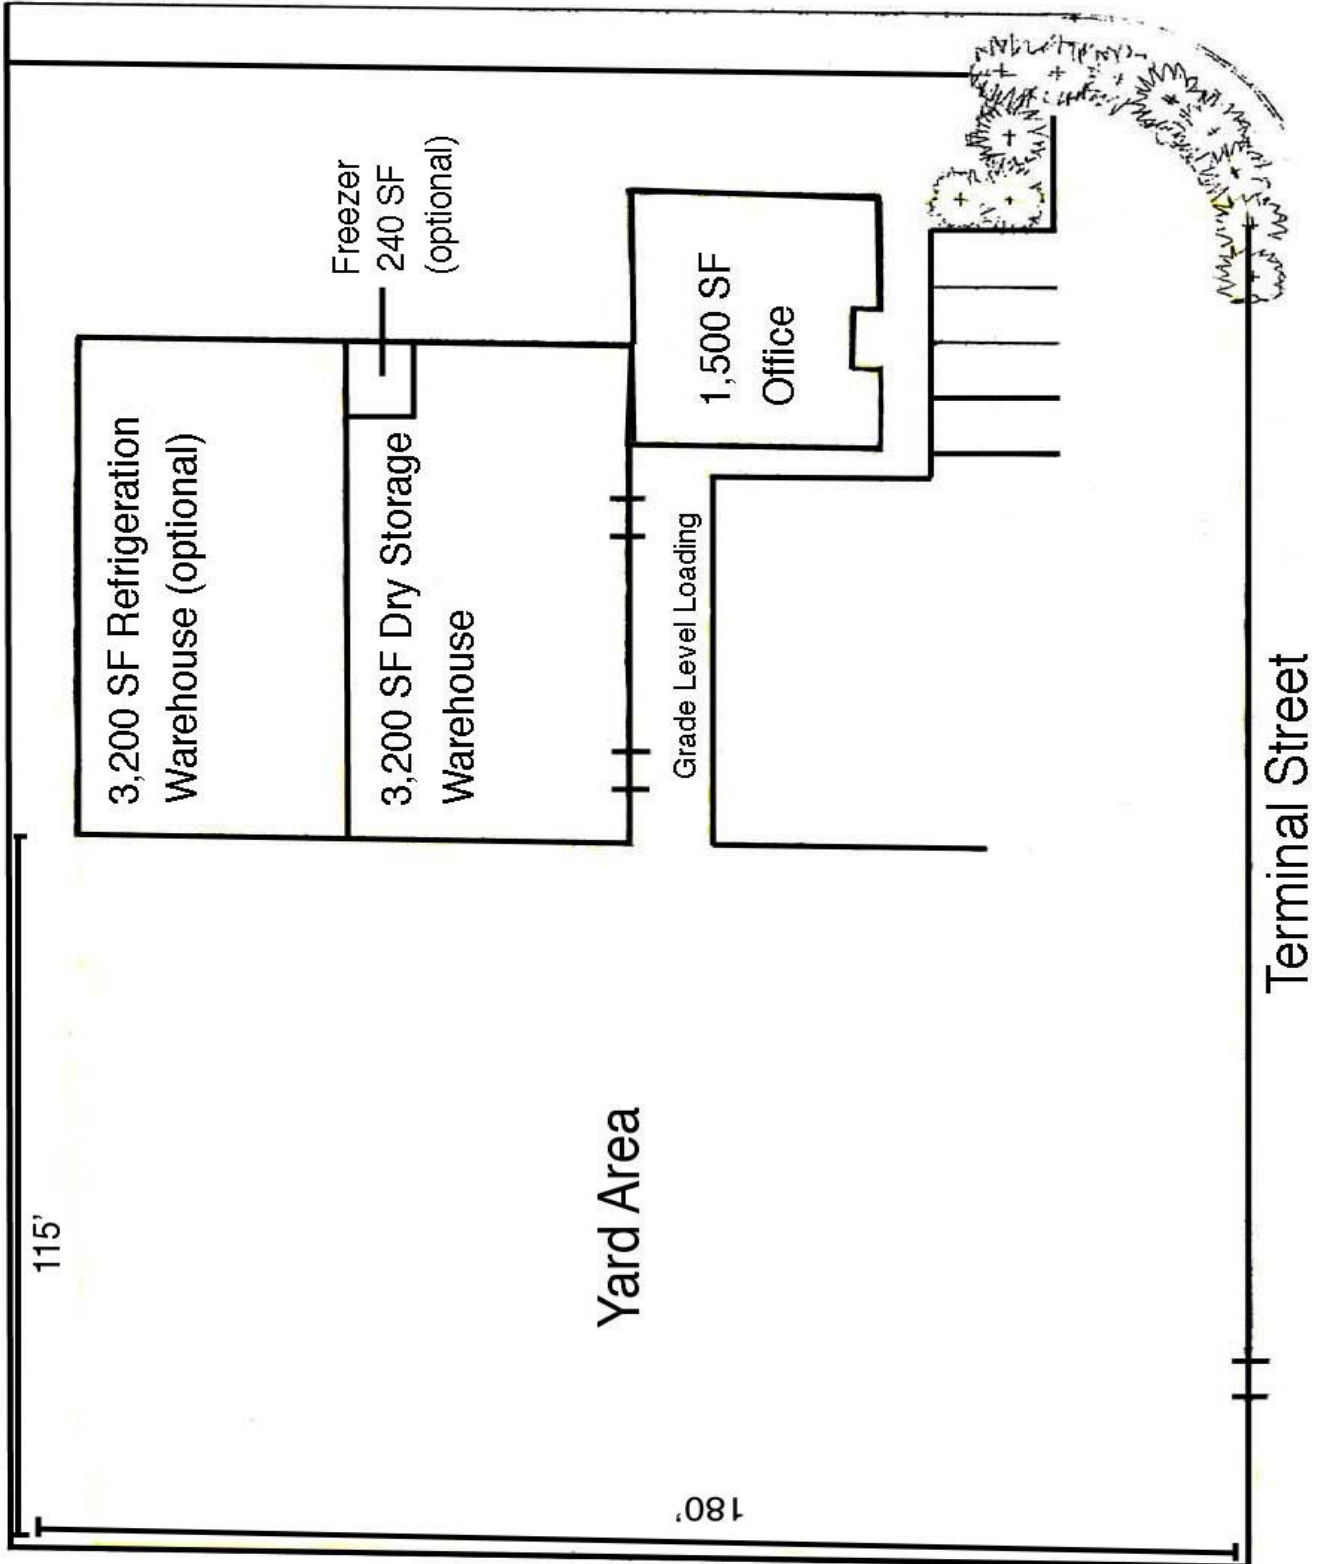 3,200 SF Refrigeration
Warehouse (optional)
Freezer
240 SF
(optional)
3,200 SF Dry Storage
Warehouse
1,500 SF
Office
Grade Level Loading
115'
Yard Area
180'
Terminal Street